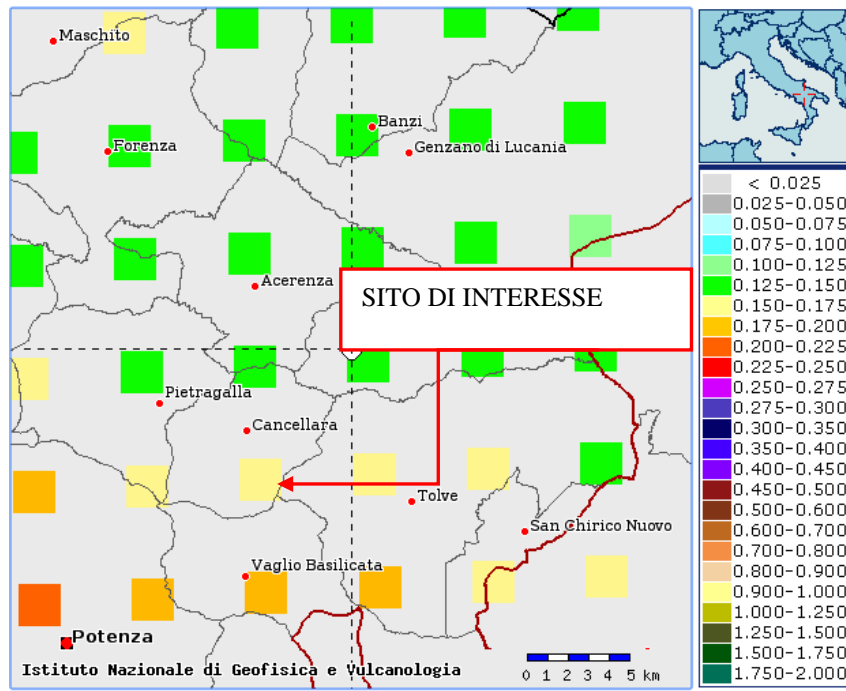 Maschito
Banzi
Forenza
Genzano di Lucania
Acerenza
SITO DI INTERESSE
Pietragalla
Cancellara
Tolve
San Chirico Nuovo
Vaglio Basilicata
Potenza
Istituto Nazionale di Geofisica e Vulcanologia
0 1 2 3 4 5 km
< 0.025
0.025-0.050
0.050-0.075
0.075-0.100
0.100-0.125
0.125-0.150
0.150-0.175
0.175-0.200
0.200-0.225
0.225-0.250
0.250-0.275
0.275-0.300
0.300-0.350
0.350-0.400
0.400-0.450
0.450-0.500
0.500-0.600
0.600-0.700
0.700-0.800
0.800-0.900
0.900-1.000
1.000-1.250
1.250-1.500
1.500-1.750
1.750-2.000